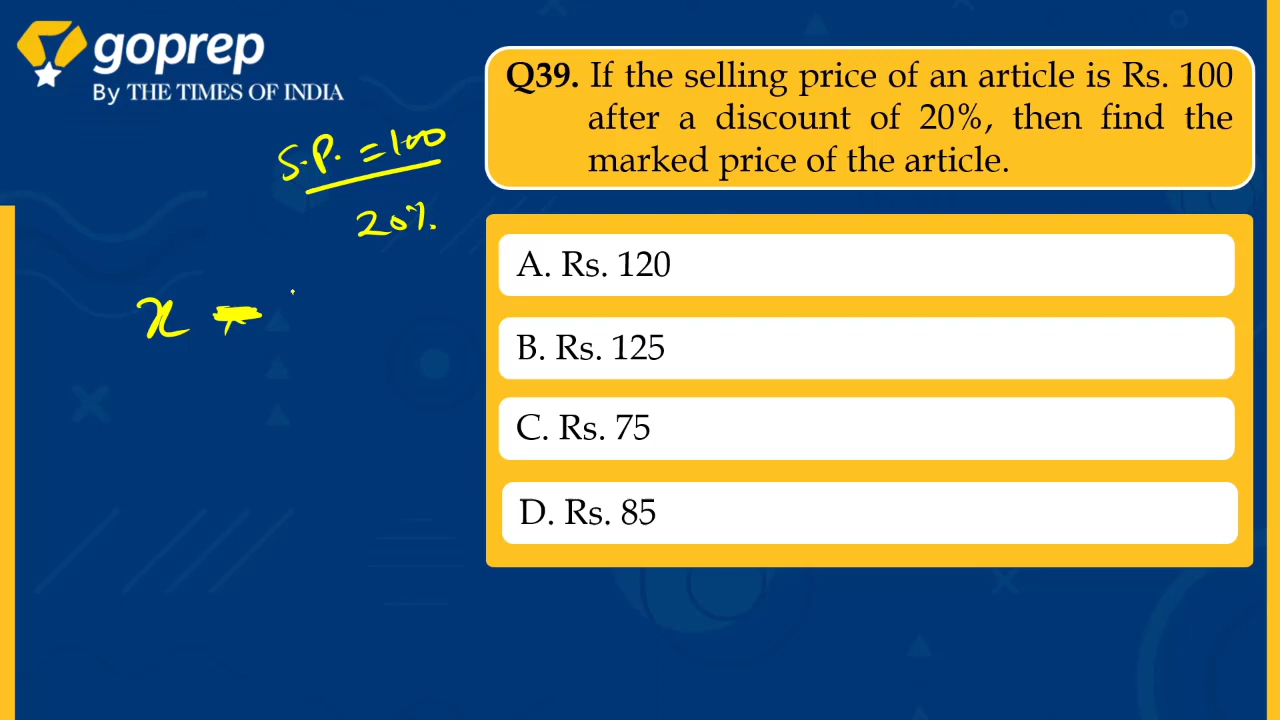 goprep
By THE TIMES OF INDIA
Q39. If the selling price of an article is Rs. 100
after a discount of 20%, then find the
marked price of the article.
S.P. = 100
20%
x -
A. Rs. 120
B. Rs. 125
C. Rs. 75
D. Rs. 85